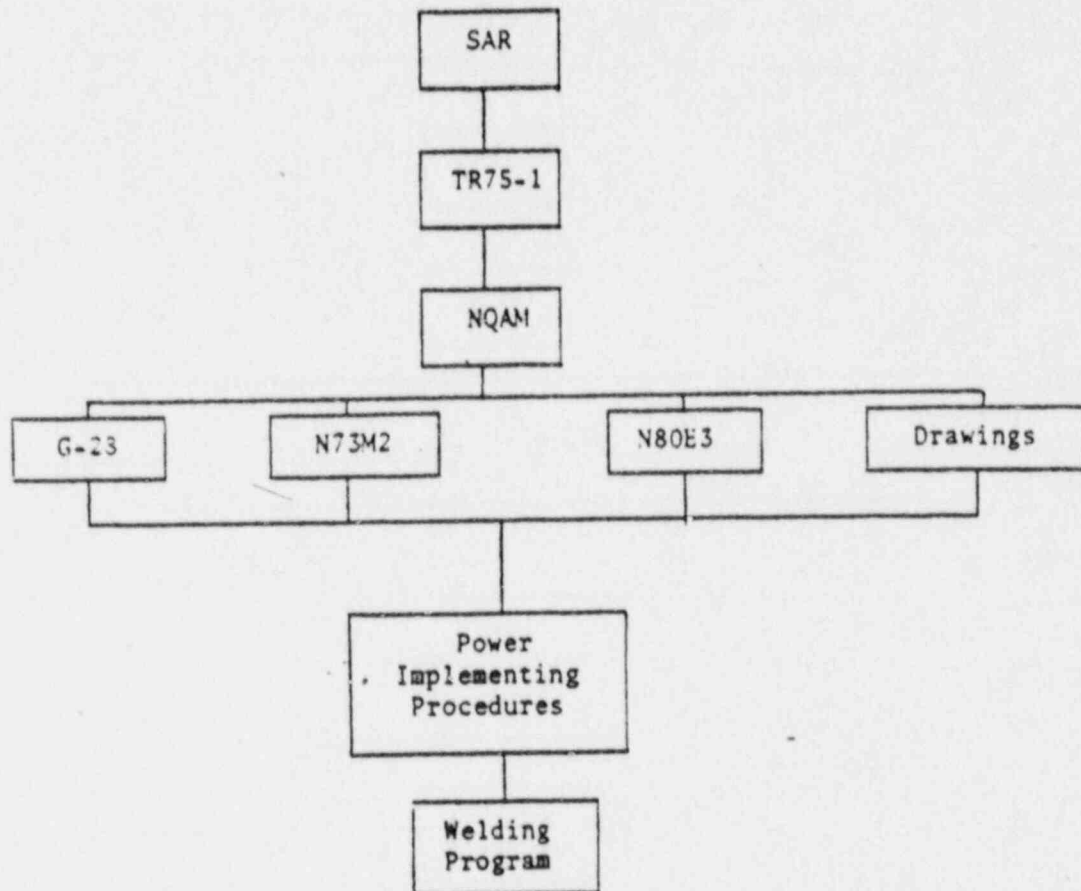 SAR
TR75-1
NQAM
G-23
N73M2
N80E3
Drawings
Power
Implementing
Procedures
Welding
Program